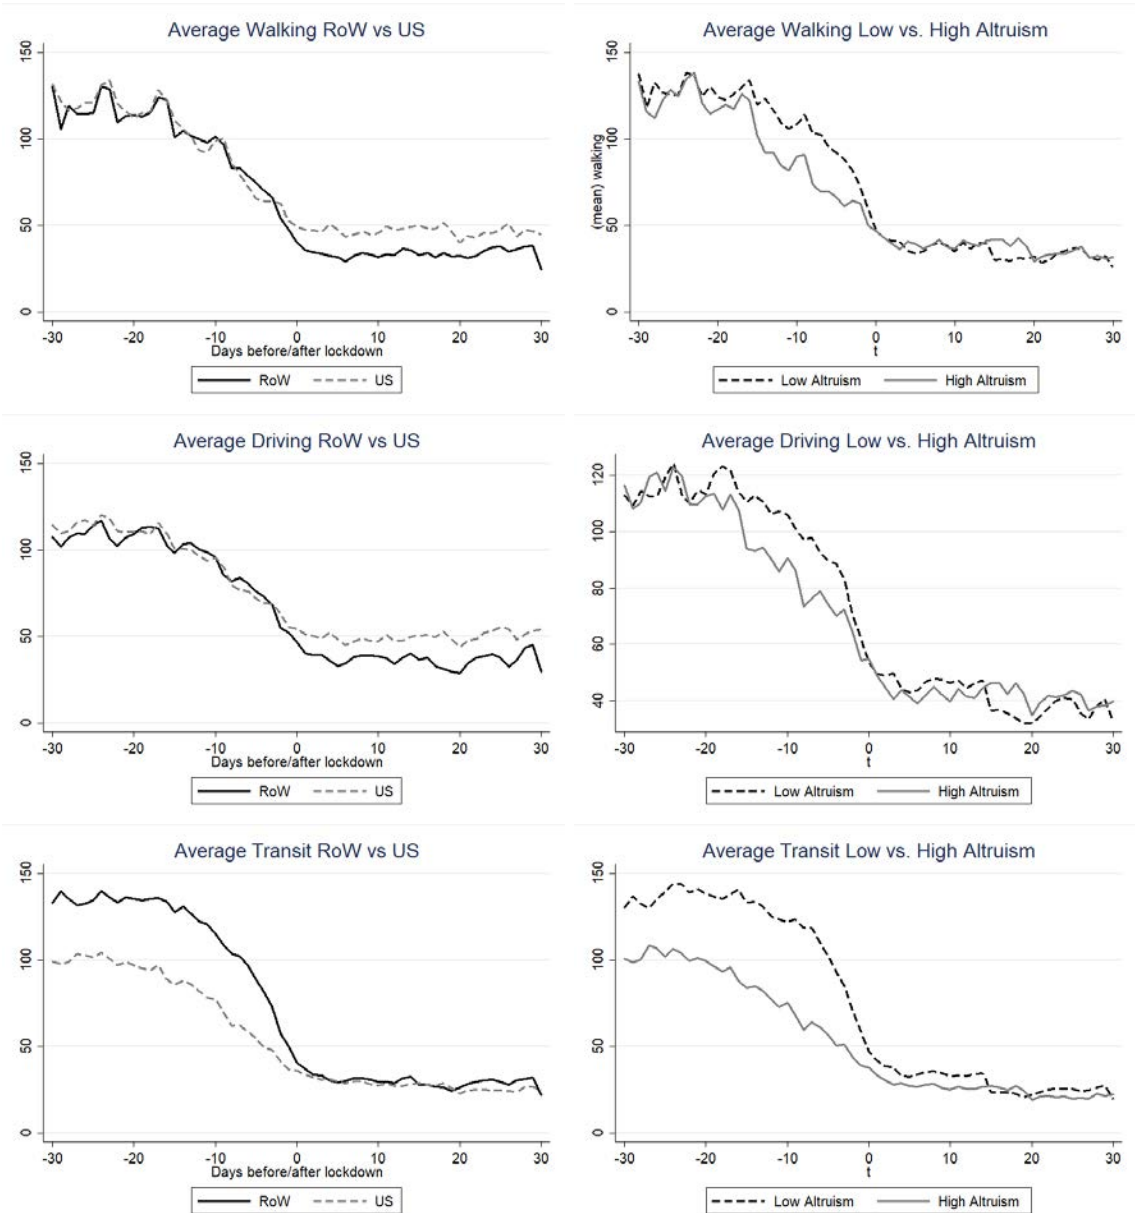 Average Walking RoW vs US
150
100
50
0
-30 -20 -10 0 10 20 30
Days before/after lockdown
RoW US
Average Walking Low vs. High Altruism
(mean) walking
150
100
50
0
-30 -20 -10 0 10 20 30
t
Low Altruism High Altruism
Average Driving RoW vs US
150
100
50
0
-30 -20 -10 0 10 20 30
Days before/after lockdown
RoW US
Average Driving Low vs. High Altruism
120
100
80
60
40
-30 -20 -10 0 10 20 30
t
Low Altruism High Altruism
Average Transit RoW vs US
150
100
50
0
-30 -20 -10 0 10 20 30
Days before/after lockdown
RoW US
Average Transit Low vs. High Altruism
150
100
50
0
-30 -20 -10 0 10 20 30
t
Low Altruism High Altruism